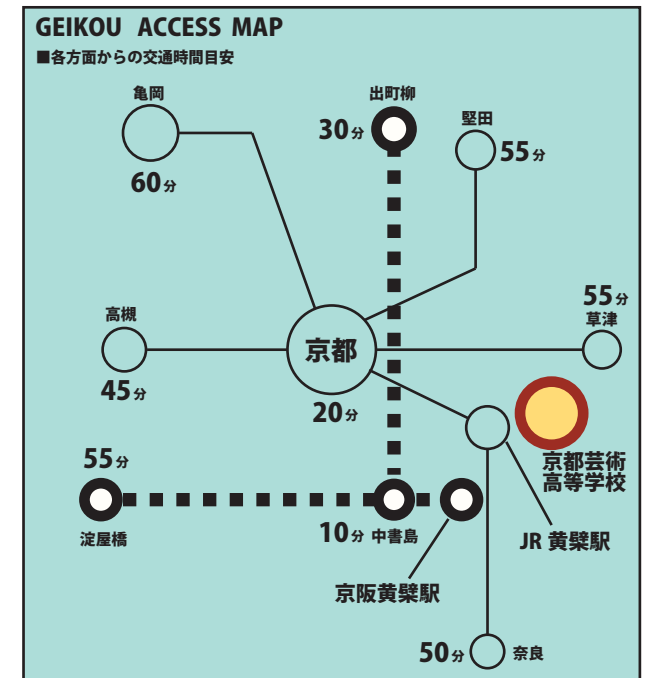 GEIKOU ACCESS MAP
■各方面からの交通時間目安
亀岡
60分
出町柳
30分
堅田
55分
高槻
45分
京都
20分
55分
草津
京都芸術
高等学校
55分
淀屋橋
10分 中書島
JR 黄檗駅
京阪黄檗駅
50分 奈良